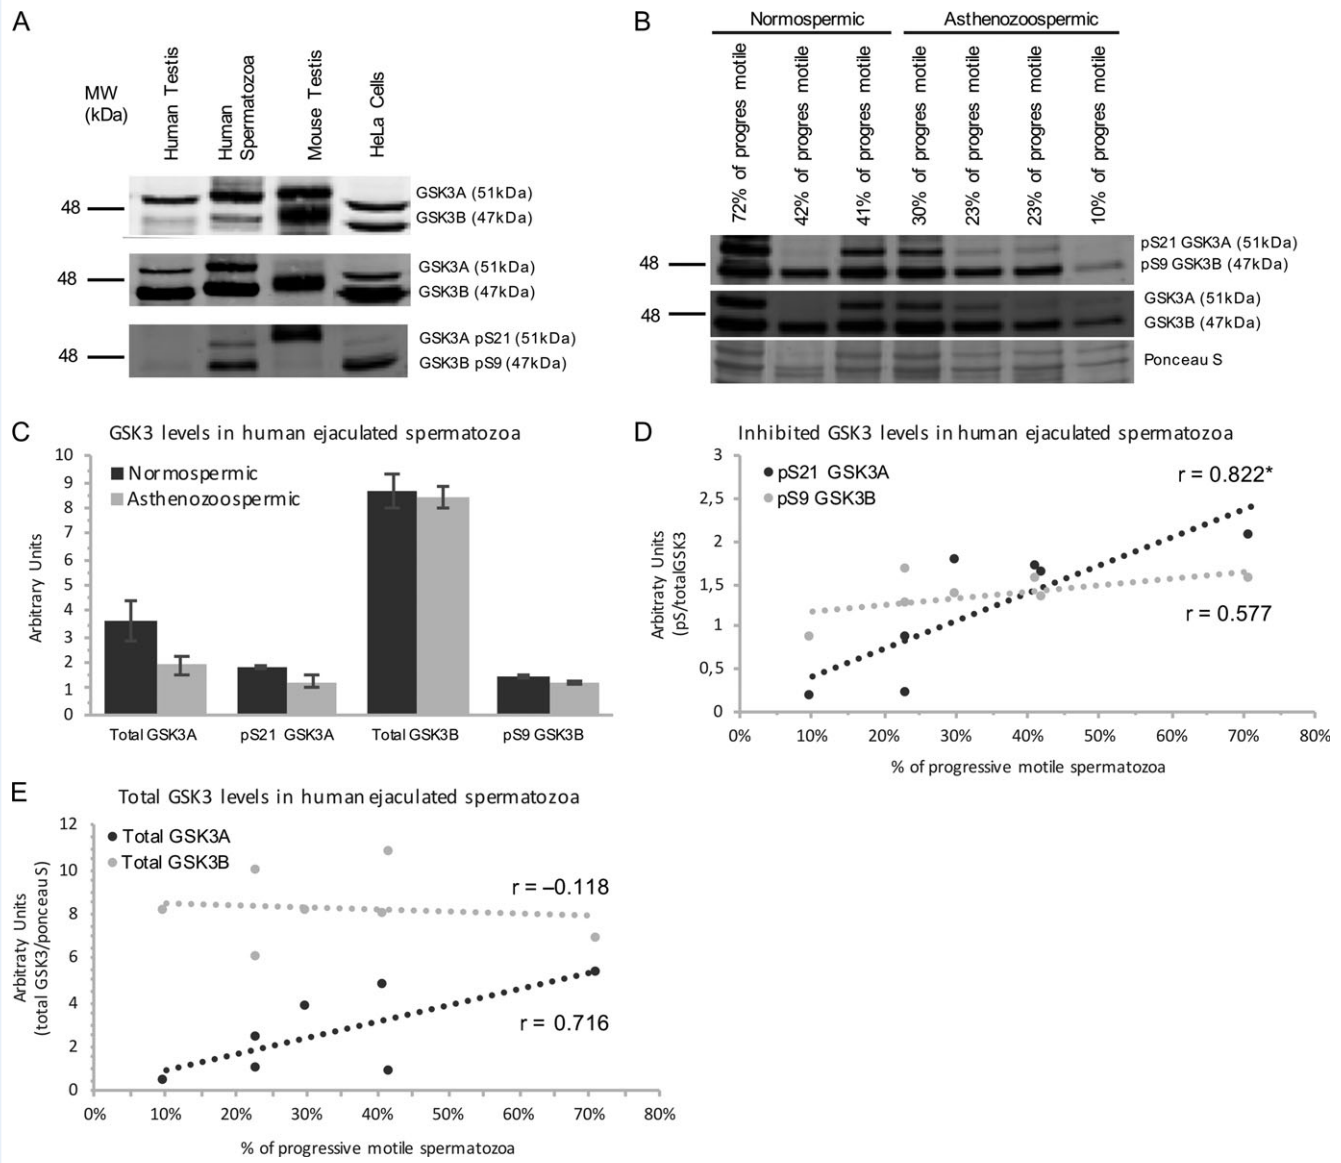 A
MW
(kDa)
Human Testis
Human
Spermatozoa
Mouse Testis
HeLa Cells
48
GSK3A (51kDa)
GSK3B (47kDa)
48
GSK3A (51kDa)
GSK3B (47kDa)
48
GSK3A pS21 (51kDa)
GSK3B pS9 (47kDa)
B
Normospermic
Asthenozoospermic
72% of progres motile
42% of progres motile
41% of progres motile
30% of progres motile
23% of progres motile
23% of progres motile
10% of progres motile
48
pS21 GSK3A (51kDa)
pS9 GSK3B (47kDa)
48
GSK3A (51kDa)
GSK3B (47kDa)
Ponceau S
C
GSK3 levels in human ejaculated spermatozoa
Normospermic
Asthenozoospermic
Arbitrary Units
10
9
8
7
6
5
4
3
2
1
0
Total GSK3A
pS21 GSK3A
Total GSK3B
pS9 GSK3B
D
Inhibited GSK3 levels in human ejaculated spermatozoa
pS21 GSK3A
pS9 GSK3B
r = 0.822*
r = 0.577
Arbitraty Units
(pS/totalGSK3
3
2,5
2
1,5
1
0,5
0
0%
10%
20%
30%
40%
50%
60%
70%
80%
% of progressive motile spermatozoa
E
Total GSK3 levels in human ejaculated spermatozoa
Total GSK3A
Total GSK3B
r = –0.118
r = 0.716
Arbitraty Units
(total GSK3/ponceau S)
12
10
8
6
4
2
0
0%
10%
20%
30%
40%
50%
60%
70%
80%
% of progressive motile spermatozoa